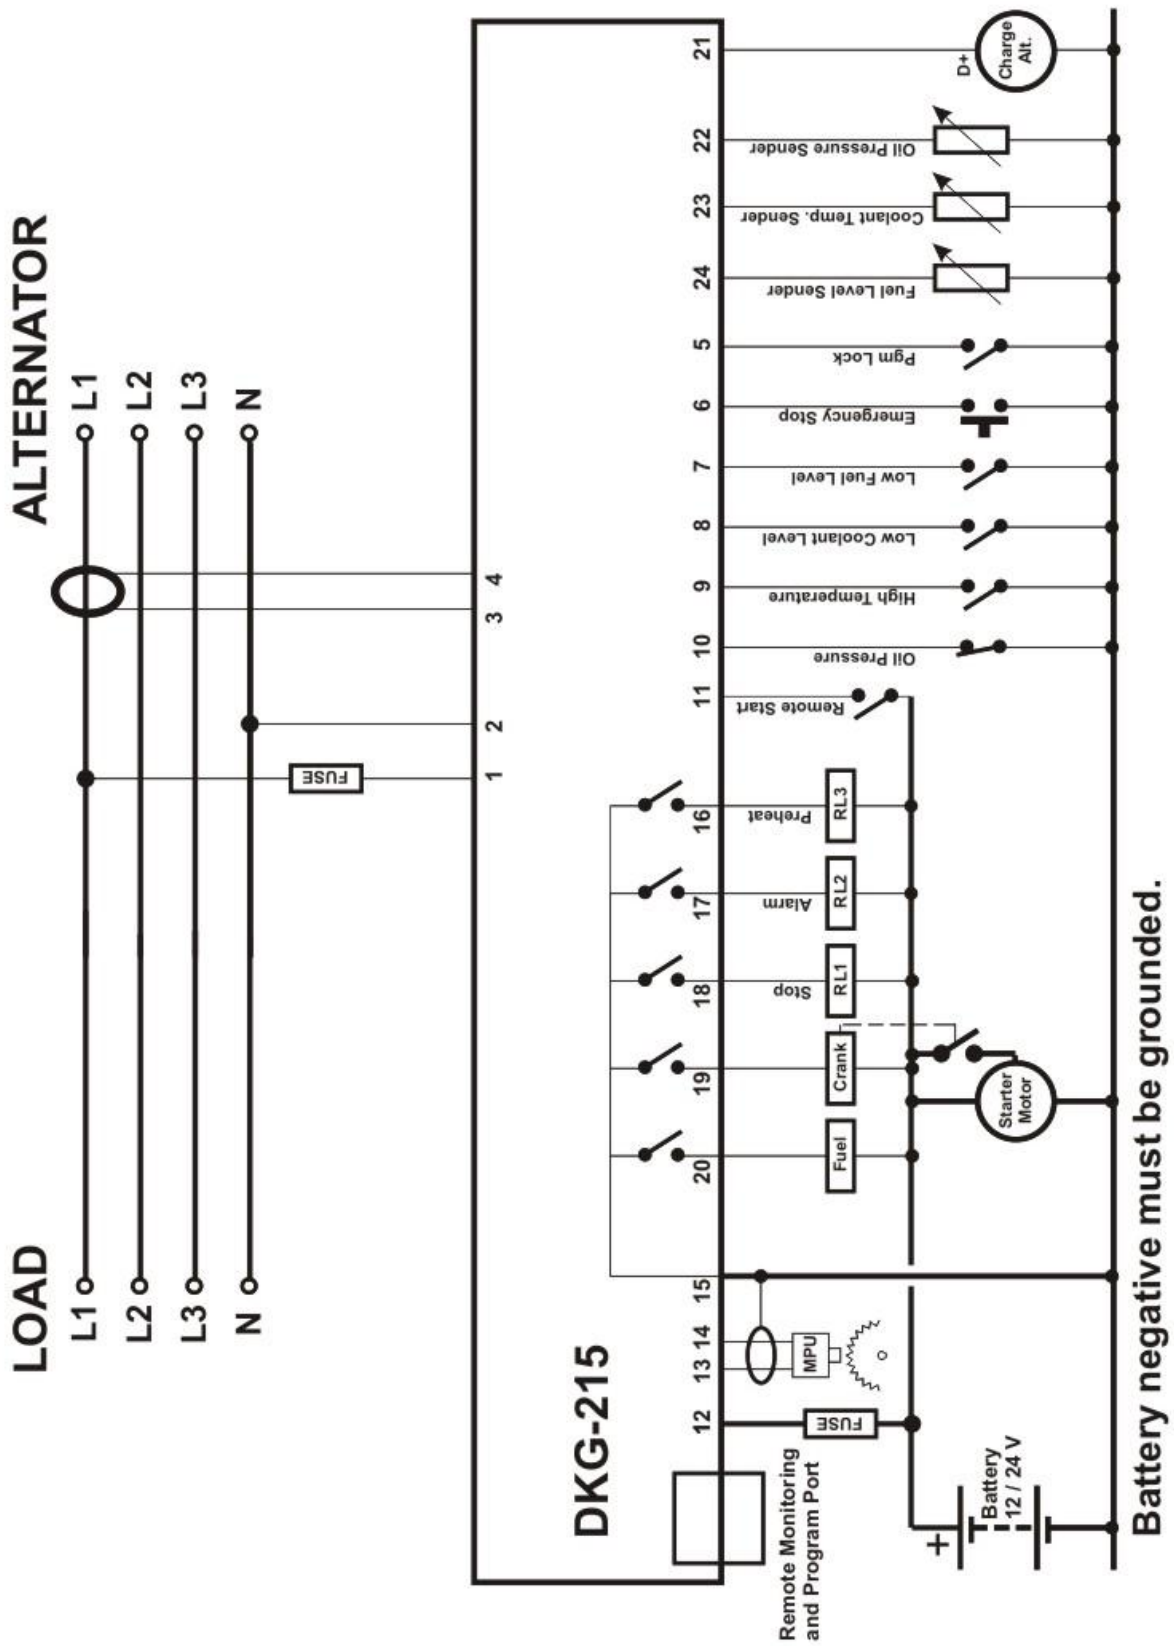 LOAD
ALTERNATOR
L1
L1
L2
L2
L3
L3
N
N
FUSE
1
2
3
4
DKG-215
12
13
14
15
20
19
18
17
16
11
10
9
8
7
6
5
24
23
22
21
Remote Monitoring
and Program Port
FUSE
MPU
Fuel
Crank
Stop
RL1
Alarm
RL2
Preheat
RL3
Remote Start
Oil Pressure
High Temperature
Low Coolant Level
Low Fuel Level
Emergency Stop
Pgm Lock
Fuel Level Sender
Coolant Temp. Sender
Oil Pressure Sender
D+
Charge
Alt.
Starter
Motor
+
Battery
12 / 24 V
Battery negative must be grounded.